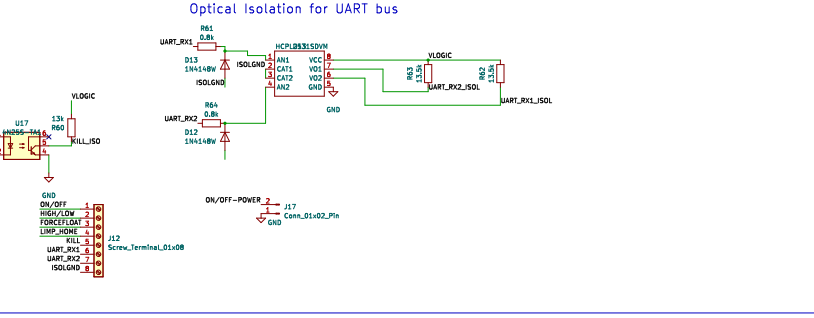 Optical Isolation for UART bus
R61
0.8k
UART_RX1
D13
1N4148W
ISOLGND
ISOLGND
1 AN1
2 CAT1
3 CAT2
4 AN2
VCC 8
VO1 7
VO2 6
GND 5
GND
VLOGIC
R63
13.5k
R62
13.5k
UART_RX2_ISOL
UART_RX1_ISOL
R64
0.8k
UART_RX2
D12
1N4148W
VLOGIC
13k
R60
U17
6
5
4
KILL_ISO
GND
ON/OFF 1
HIGH/LOW 2
FORCEFLOAT 3
LIMP_HOME 4
KILL 5
UART_RX1 6
UART_RX2 7
ISOLGND 8
J12
Screw_Terminal_01x08
ON/OFF-POWER 2
1
GND
J17
Conn_01x02_Pin